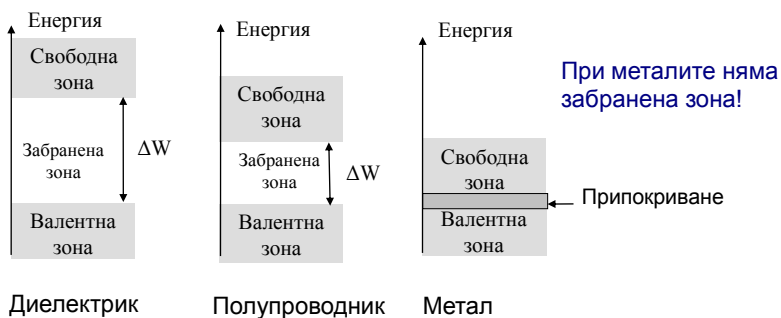 Енергия
Свободна
зона
Забранена
зона
ΔW
Валентна
зона
Диелектрик
Енергия
Свободна
зона
Забранена
зона
ΔW
Валентна
зона
Полупроводник
Енергия
Свободна
зона
Припокриване
Валентна
зона
Метал
При металите няма
забранена зона!